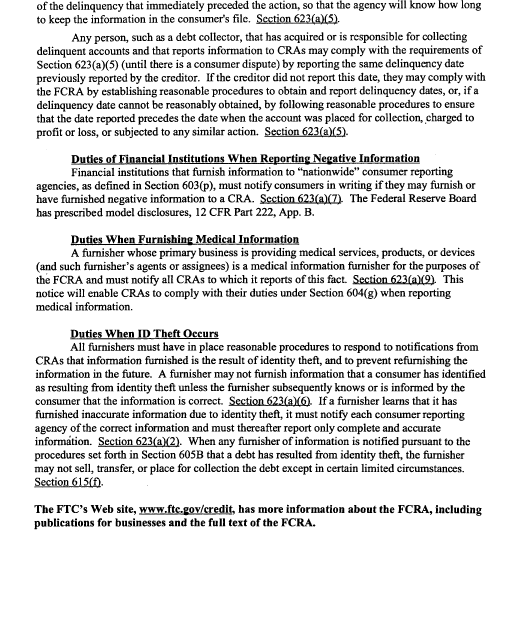 of the delinquency that immediately preceded the action, so that the agency will know how long
to keep the information in the consumer's file. Section 623(a)(5).
Any person, such as a debt collector, that has acquired or is responsible for collecting
delinquent accounts and that reports information to CRAs may comply with the requirements of
Section 623(a)(5) (until there is a consumer dispute) by reporting the same delinquency date
previously reported by the creditor. If the creditor did not report this date, they may comply with
the FCRA by establishing reasonable procedures to obtain and report delinquency dates, or, if a
delinquency date cannot be reasonably obtained, by following reasonable procedures to ensure
that the date reported precedes the date when the account was placed for collection, charged to
profit or loss, or subjected to any similar action. Section 623(a)(5).
Duties of Financial Institutions When Reporting Negative Information
Financial institutions that furnish information to "nationwide" consumer reporting
agencies, as defined in Section 603(p), must notify consumers in writing if they may furnish or
have furnished negative information to a CRA. Section 623(a)(7). The Federal Reserve Board
has prescribed model disclosures, 12 CFR Part 222, App. B.
Duties When Furnishing Medical Information
A furnisher whose primary business is providing medical services, products, or devices
(and such furnisher's agents or assignees) is a medical information furnisher for the purposes of
the FCRA and must notify all CRAs to which it reports of this fact. Section 623(a)(9). This
notice will enable CRAs to comply with their duties under Section 604(g) when reporting
medical information.
Duties When ID Theft Occurs
All furnishers must have in place reasonable procedures to respond to notifications from
CRAs that information furnished is the result of identity theft, and to prevent refurnishing the
information in the future. A furnisher may not furnish information that a consumer has identified
as resulting from identity theft unless the furnisher subsequently knows or is informed by the
consumer that the information is correct. Section 623(a)(6). If a furnisher learns that it has
furnished inaccurate information due to identity theft, it must notify each consumer reporting
agency of the correct information and must thereafter report only complete and accurate
information. Section 623(a)(2). When any furnisher of information is notified pursuant to the
procedures set forth in Section 605B that a debt has resulted from identity theft, the furnisher
may not sell, transfer, or place for collection the debt except in certain limited circumstances.
Section 615(f).
The FTC's Web site, www.ftc.gov/credit, has more information about the FCRA, including
publications for businesses and the full text of the FCRA.